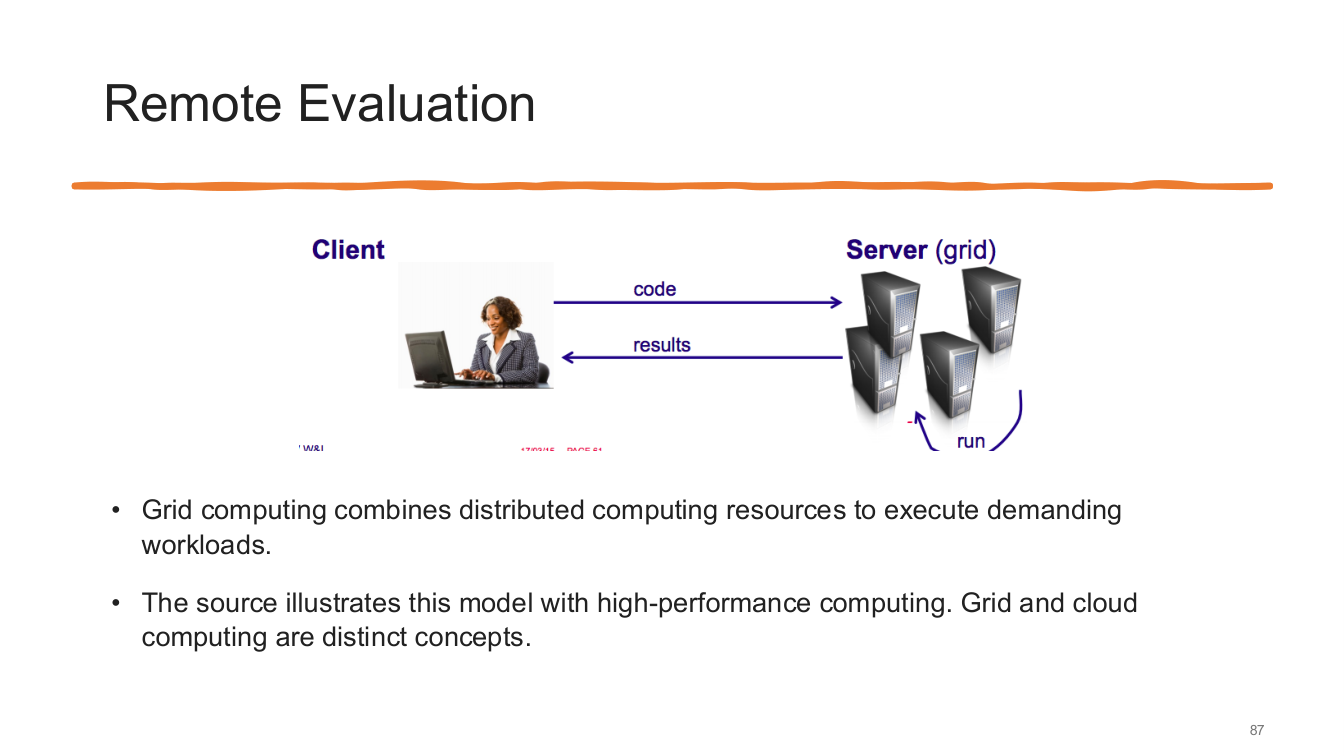 Remote Evaluation
Client
Server (grid)
code
results
run
• Grid computing combines distributed computing resources to execute demanding
workloads.
• The source illustrates this model with high-performance computing. Grid and cloud
computing are distinct concepts.
87